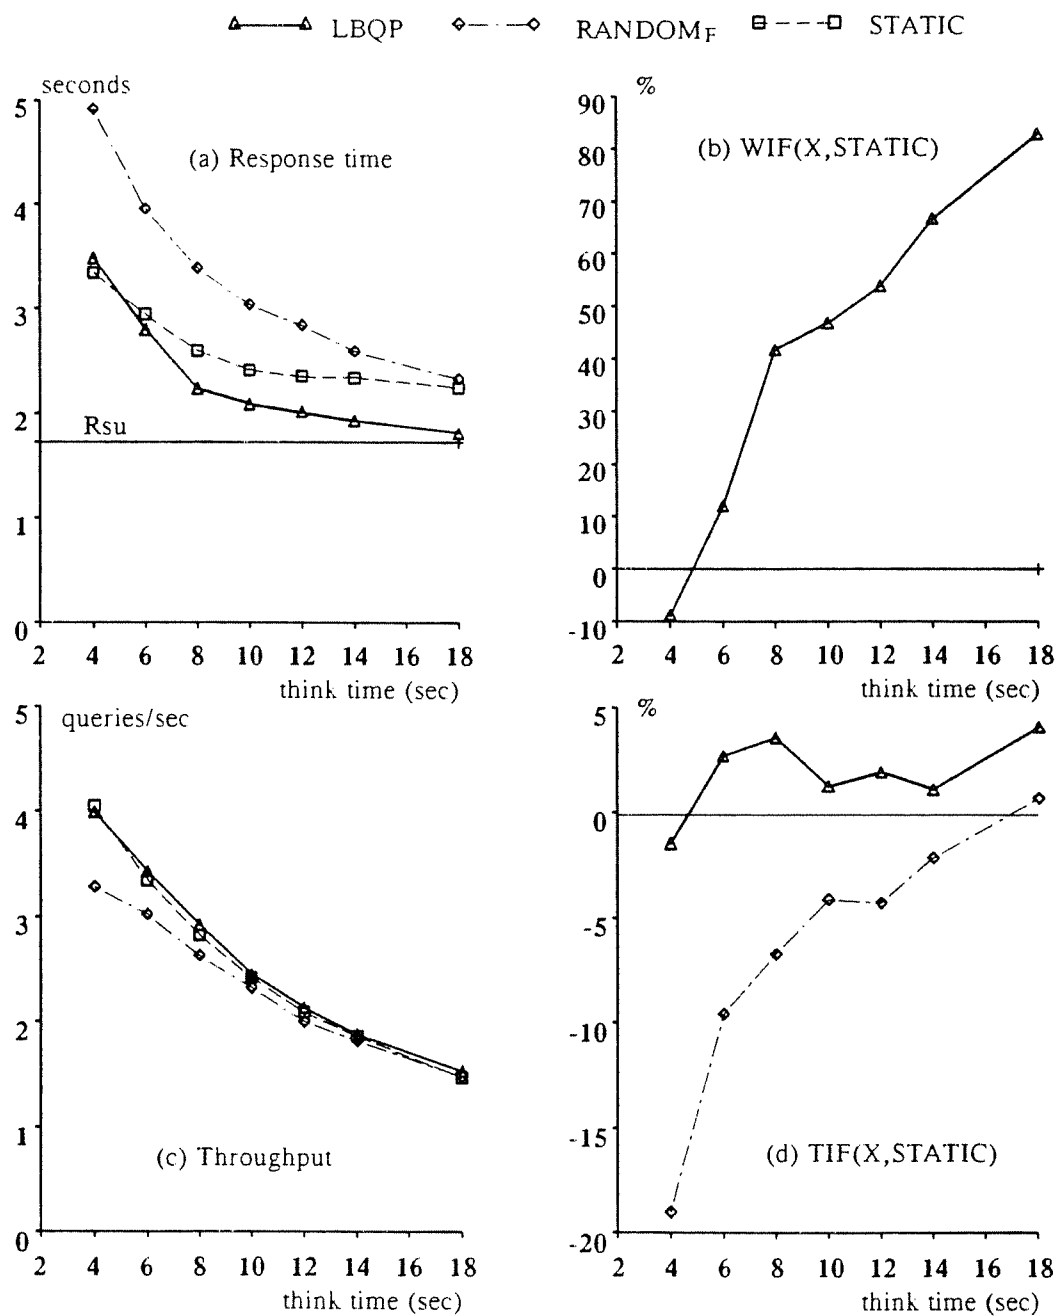 LBQP RANDOMF STATIC
seconds
5
(a) Response time
4
3
2
Rsu
1
0
2 4 6 8 10 12 14 16 18
think time (sec)
%
90
(b) WIF(X,STATIC)
80
70
60
50
40
30
20
10
0
-10
2 4 6 8 10 12 14 16 18
think time (sec)
5
queries/sec
4
3
2
1
(c) Throughput
0
2 4 6 8 10 12 14 16 18
think time (sec)
5
%
0
-5
-10
-15
(d) TIF(X,STATIC)
-20
2 4 6 8 10 12 14 16 18
think time (sec)